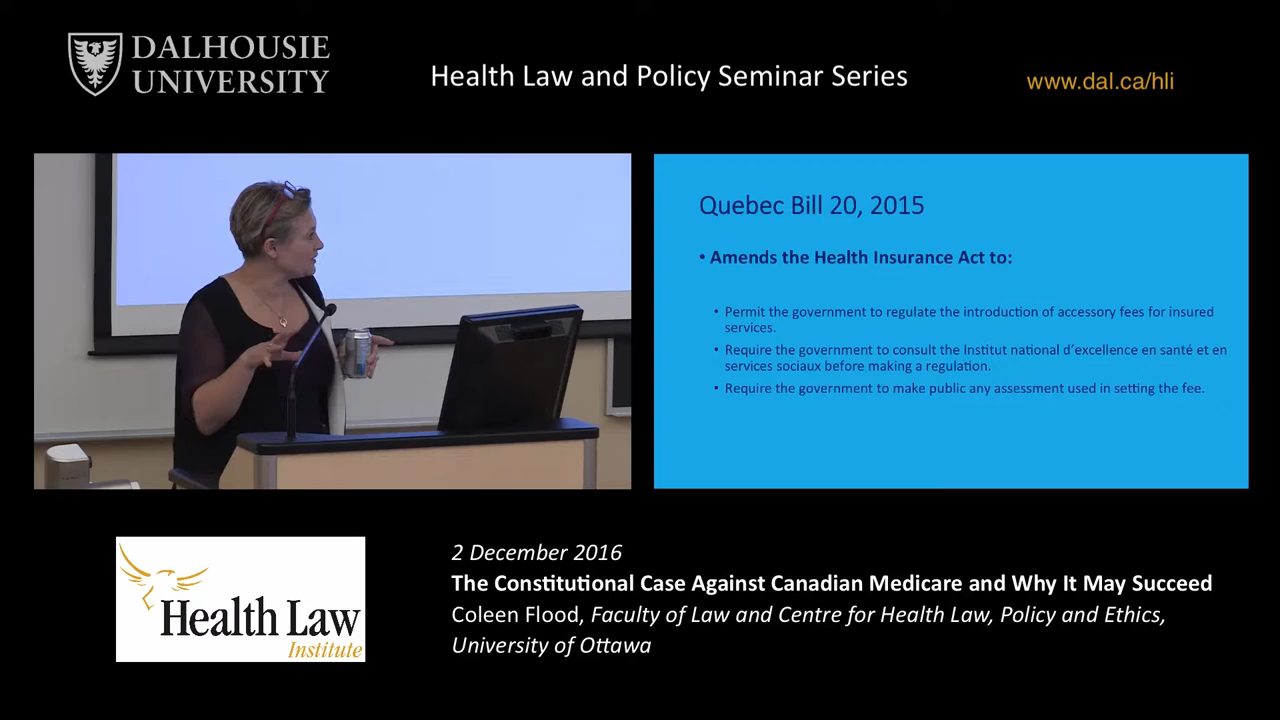 DALHOUSIE
UNIVERSITY
Health Law and Policy Seminar Series
www.dal.ca/hli
Quebec Bill 20, 2015
• Amends the Health Insurance Act to:
• Permit the government to regulate the introduction of accessory fees for insured
services.
• Require the government to consult the Institut national d’excellence en santé et en
services sociaux before making a regulation.
• Require the government to make public any assessment used in setting the fee.
Health Law
Institute
2 December 2016
The Constitutional Case Against Canadian Medicare and Why It May Succeed
Coleen Flood, Faculty of Law and Centre for Health Law, Policy and Ethics,
University of Ottawa